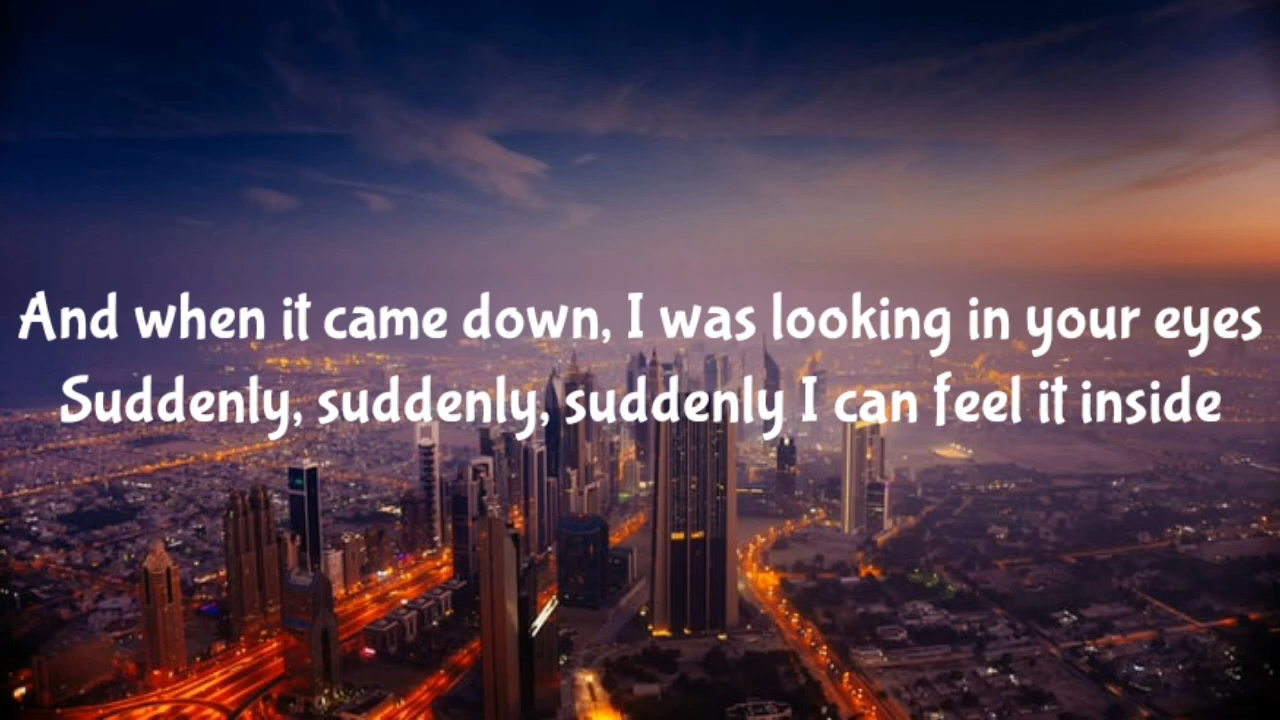 And when it came down, I was looking in your eyes
Suddenly, suddenly, suddenly I can feel it inside